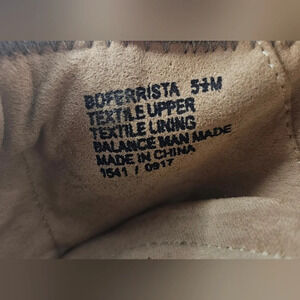 BOFERRISTA 5½M
TEXTILE UPPER
TEXTILE LINING
BALANCE MAN MADE
MADE IN CHINA
1541 / 0917